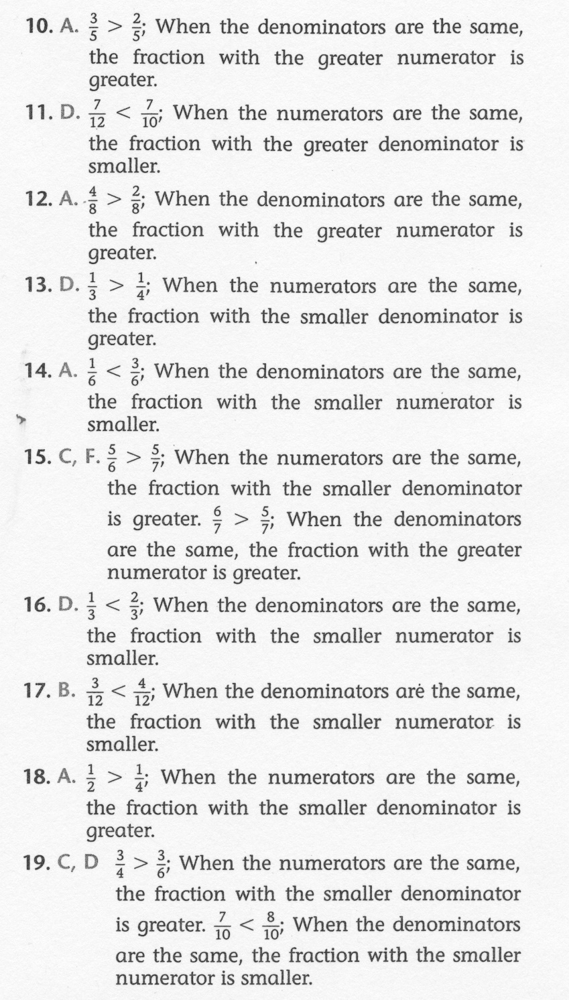 10. A. 3/5 > 2/5; When the denominators are the same,
the fraction with the greater numerator is
greater.
11. D. 7/12 < 7/10; When the numerators are the same,
the fraction with the greater denominator is
smaller.
12. A. 4/8 > 2/8; When the denominators are the same,
the fraction with the greater numerator is
greater.
13. D. 1/3 > 1/4; When the numerators are the same,
the fraction with the smaller denominator is
greater.
14. A. 1/6 < 3/6; When the denominators are the same,
the fraction with the smaller numerator is
smaller.
15. C, F. 5/6 > 5/7; When the numerators are the same,
the fraction with the smaller denominator
is greater. 6/7 > 5/7; When the denominators
are the same, the fraction with the greater
numerator is greater.
16. D. 1/3 < 2/3; When the denominators are the same,
the fraction with the smaller numerator is
smaller.
17. B. 3/12 < 4/12; When the denominators are the same,
the fraction with the smaller numerator is
smaller.
18. A. 1/2 > 1/4; When the numerators are the same,
the fraction with the smaller denominator is
greater.
19. C, D 3/4 > 3/6; When the numerators are the same,
the fraction with the smaller denominator
is greater. 7/10 < 8/10; When the denominators
are the same, the fraction with the smaller
numerator is smaller.